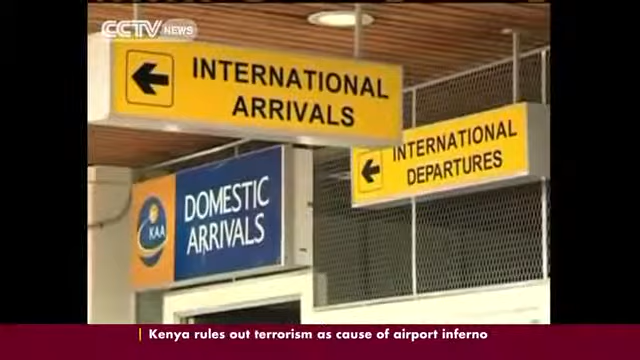 CCTV NEWS
INTERNATIONAL
ARRIVALS
INTERNATIONAL
DEPARTURES
DOMESTIC
ARRIVALS
KAA
Kenya rules out terrorism as cause of airport inferno